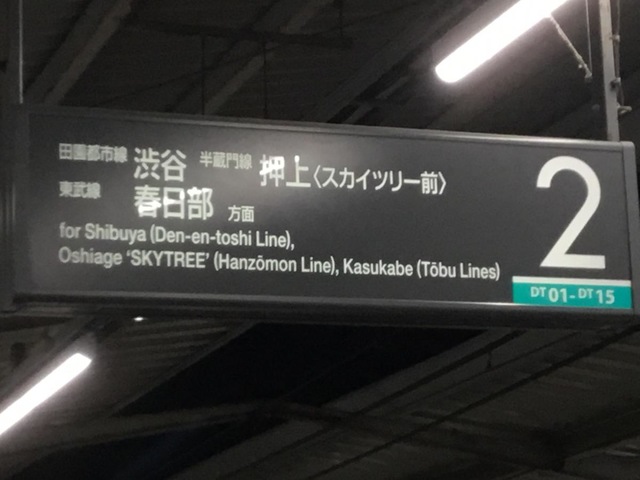 田園都市線 渋谷 半蔵門線 押上〈スカイツリー前〉
東武線 春日部 方面
for Shibuya (Den-en-toshi Line),
Oshiage ‘SKYTREE’ (Hanzōmon Line), Kasukabe (Tōbu Lines)
2
DT01-DT15